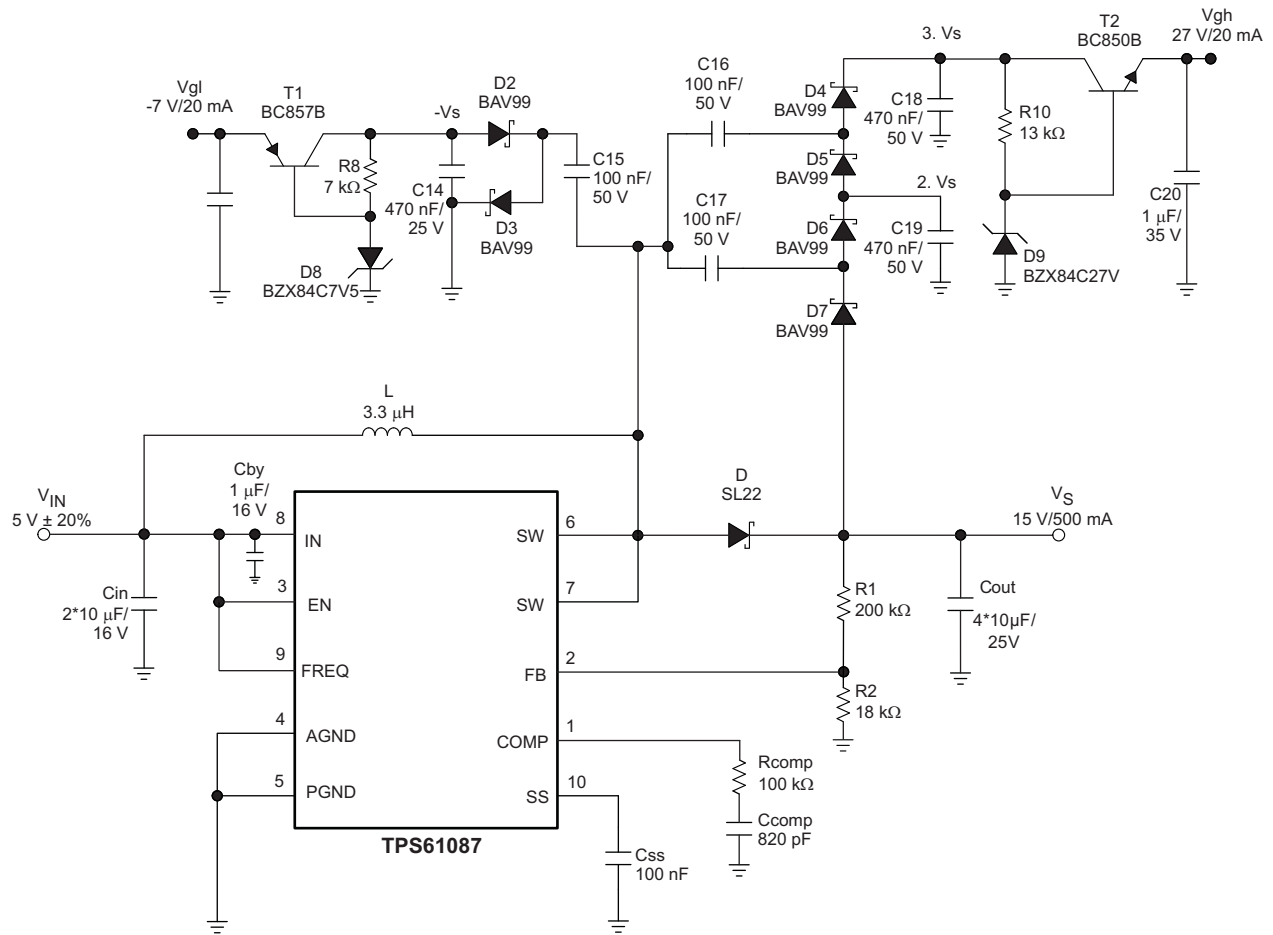 T2
BC850B
Vgh
27 V/20 mA
3. Vs
C16
100 nF/
50 V
D4
BAV99
C18
470 nF/
50 V
R10
13 kΩ
Vgl
-7 V/20 mA
T1
BC857B
-Vs
D2
BAV99
R8
7 kΩ
C14
470 nF/
25 V
D3
BAV99
C15
100 nF/
50 V
D5
BAV99
2. Vs
C17
100 nF/
50 V
D6
BAV99
C19
470 nF/
50 V
C20
1 μF/
35 V
D8
BZX84C7V5
D9
BZX84C27V
D7
BAV99
L
3.3 μH
Cby
1 μF/
16 V
VIN
5 V ± 20%
D
SL22
VS
15 V/500 mA
8
IN
SW
6
Cin
2*10 μF/
16 V
3
EN
SW
7
R1
200 kΩ
Cout
4*10µF/
25V
9
FREQ
FB
2
R2
18 kΩ
4
AGND
COMP
1
Rcomp
100 kΩ
5
PGND
SS
10
Ccomp
820 pF
TPS61087
Css
100 nF